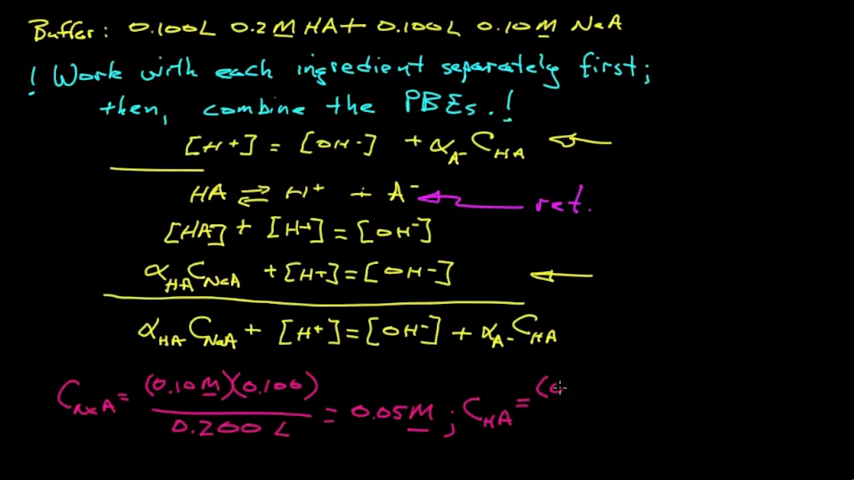 Buffer: 0.100L 0.2M HA + 0.100L 0.10M NaA
! Work with each ingredient separately first;
then, combine the PBEs.!
[H+] = [OH-] + αA- CHA
HA ⇌ H+ + A- ref.
[HA] + [H+] = [OH-]
αHA CNaA + [H+] = [OH-]
αHA CNaA + [H+] = [OH-] + αA- CHA
CNaA = (0.10M)(0.100) / 0.200 L = 0.05M ; CHA = (0